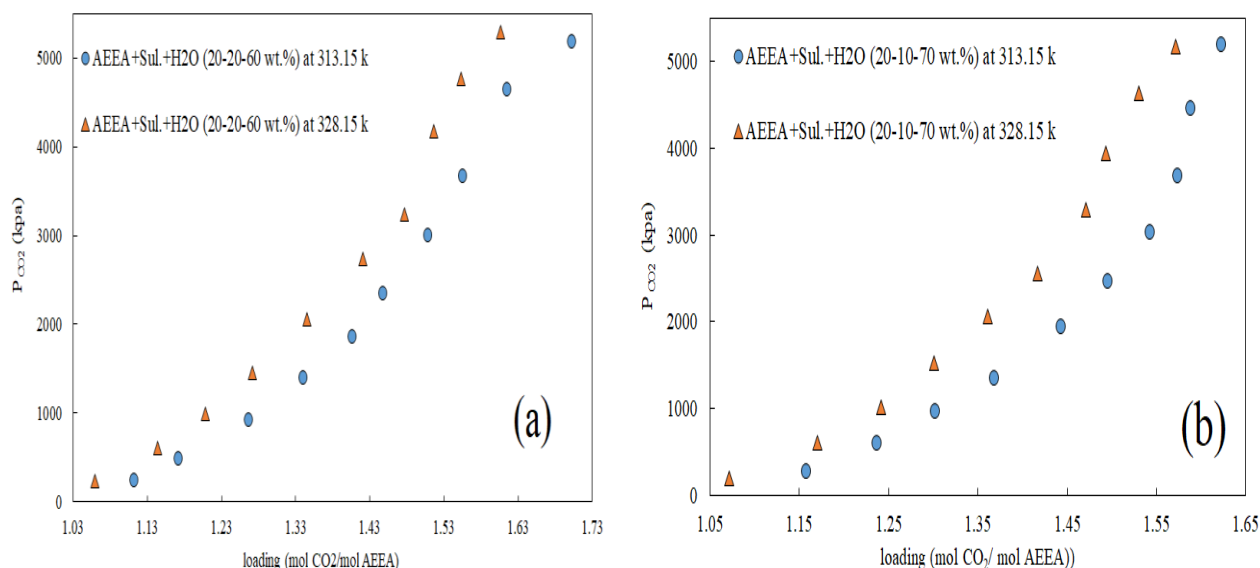 5000
4000
3000
2000
1000
0
P CO2 (kpa)
AEEA+Sul.+H2O (20-20-60 wt.%) at 313.15 k
AEEA+Sul.+H2O (20-20-60 wt.%) at 328.15 k
(a)
1.03 1.13 1.23 1.33 1.43 1.53 1.63 1.73
loading (mol CO2/mol AEEA)
5000
4000
3000
2000
1000
0
P CO2 (kpa)
AEEA+Sul.+H2O (20-10-70 wt.%) at 313.15 k
AEEA+Sul.+H2O (20-10-70 wt.%) at 328.15 k
(b)
1.05 1.15 1.25 1.35 1.45 1.55 1.65
loading (mol CO₂/ mol AEEA))